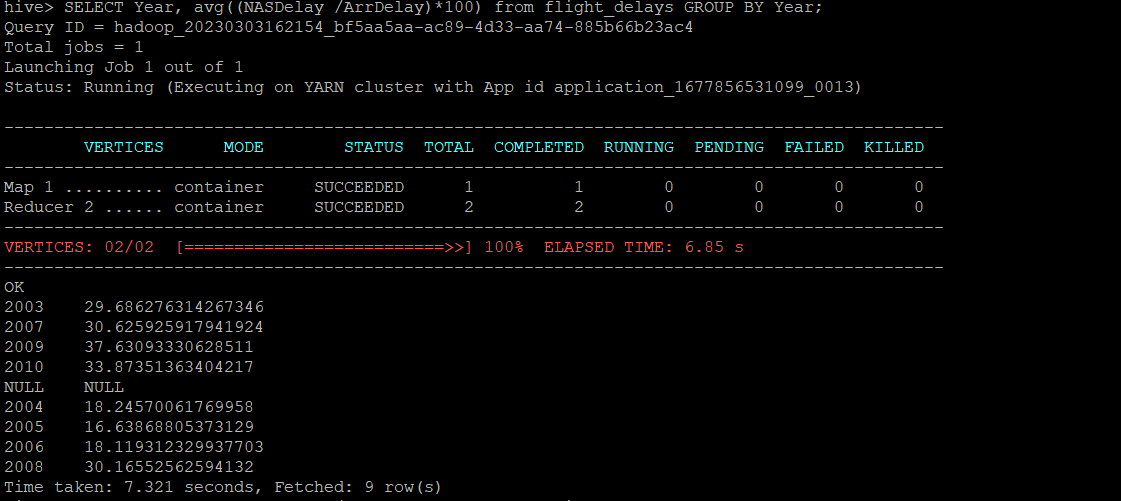 hive> SELECT Year, avg((NASDelay /ArrDelay)*100) from flight_delays GROUP BY Year;
Query ID = hadoop_20230303162154_bf5aa5aa-ac89-4d33-aa74-885b66b23ac4
Total jobs = 1
Launching Job 1 out of 1
Status: Running (Executing on YARN cluster with App id application_1677856531099_0013)
----------------------------------------------------------------------------------------------
        VERTICES      MODE        STATUS  TOTAL  COMPLETED  RUNNING  PENDING  FAILED  KILLED
----------------------------------------------------------------------------------------------
Map 1 .......... container     SUCCEEDED      1          1        0        0       0       0
Reducer 2 ...... container     SUCCEEDED      2          2        0        0       0       0
----------------------------------------------------------------------------------------------
VERTICES: 02/02  [==========================>>] 100%  ELAPSED TIME: 6.85 s
----------------------------------------------------------------------------------------------
OK
2003    29.686276314267346
2007    30.625925917941924
2009    37.63093330628511
2010    33.87351363404217
NULL    NULL
2004    18.24570061769958
2005    16.63868805373129
2006    18.119312329937703
2008    30.16552562594132
Time taken: 7.321 seconds, Fetched: 9 row(s)